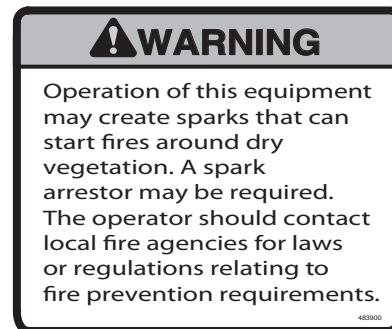 WARNING
Operation of this equipment
may create sparks that can
start fires around dry
vegetation. A spark
arrestor may be required.
The operator should contact
local fire agencies for laws
or regulations relating to
fire prevention requirements.
483900